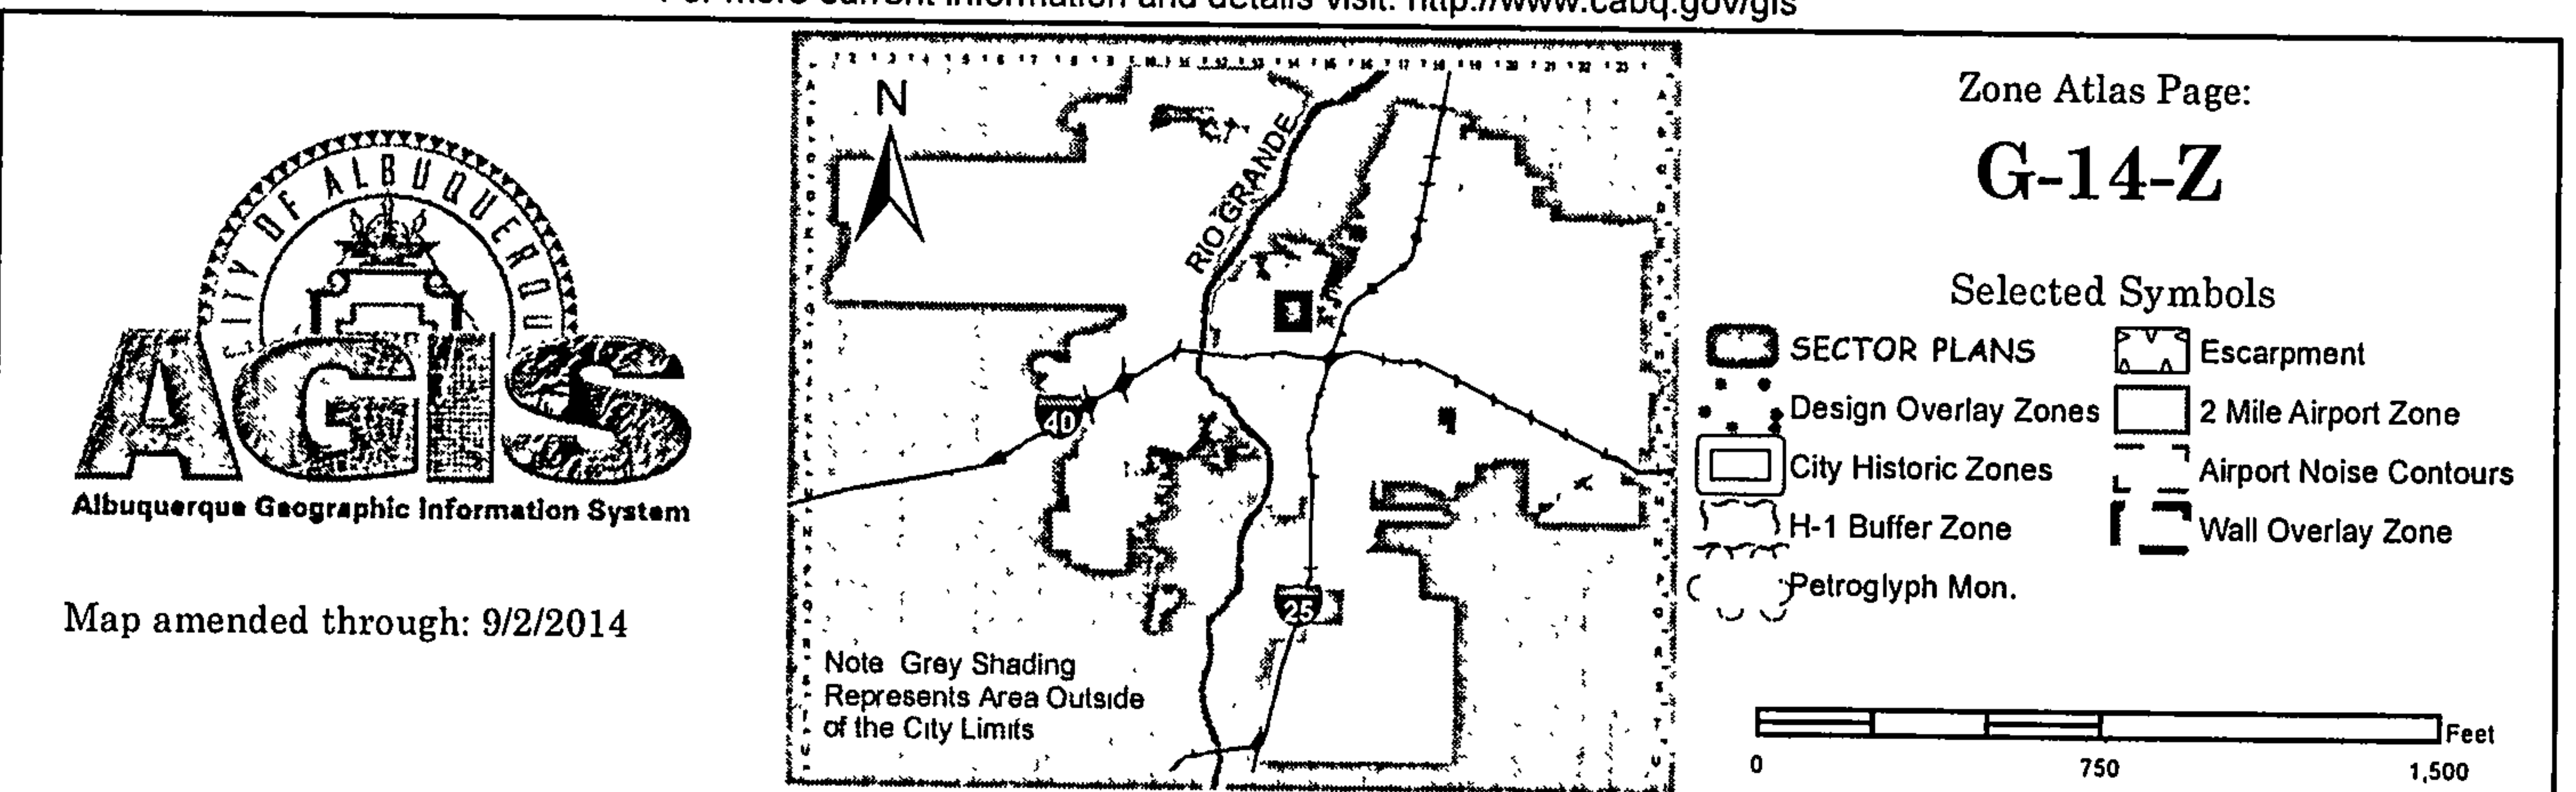 For more current information and details visit: http://www.cabq.gov/gis
CITY OF ALBUQUERQU
AGIS
Albuquerque Geographic Information System
Map amended through: 9/2/2014
N
RIO GRANDE
40
25
Note Grey Shading
Represents Area Outside
of the City Limits
Zone Atlas Page:
G-14-Z
Selected Symbols
SECTOR PLANS
Design Overlay Zones
City Historic Zones
H-1 Buffer Zone
Petroglyph Mon.
Escarpment
2 Mile Airport Zone
Airport Noise Contours
Wall Overlay Zone
Feet
0 750 1,500